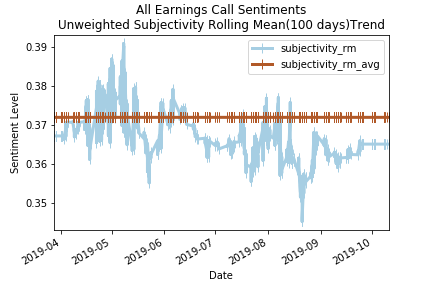 All Earnings Call Sentiments
Unweighted Subjectivity Rolling Mean(100 days)Trend
subjectivity_rm
subjectivity_rm_avg
Sentiment Level
0.39
0.38
0.37
0.36
0.35
2019-04
2019-05
2019-06
2019-07
2019-08
2019-09
2019-10
Date